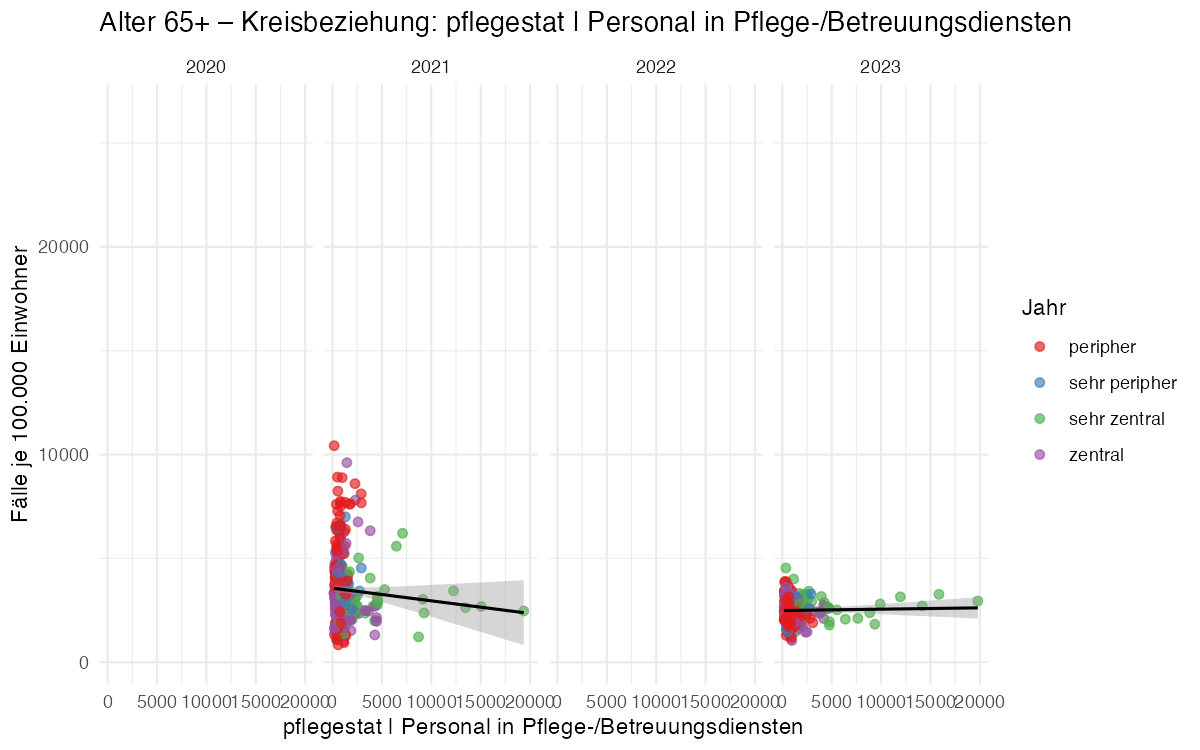 Alter 65+ – Kreisbeziehung: pflegestat | Personal in Pflege-/Betreuungsdiensten
2020 2021 2022 2023
Fälle je 100.000 Einwohner
20000
10000
0
0 5000 10000 15000 20000 0 5000 10000 15000 20000 0 5000 10000 15000 20000 0 5000 10000 15000 20000
pflegestat | Personal in Pflege-/Betreuungsdiensten
Jahr
peripher
sehr peripher
sehr zentral
zentral